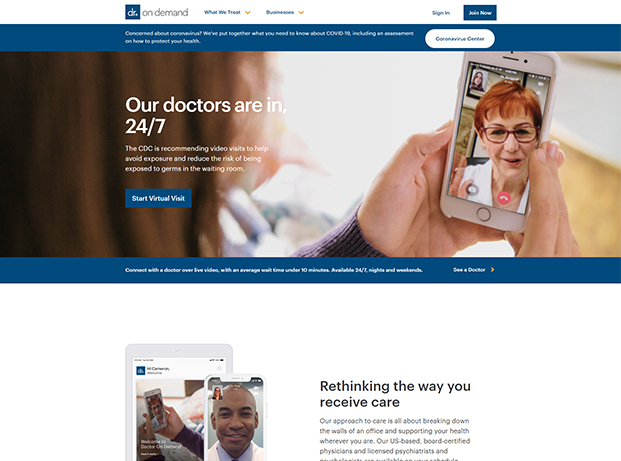 dr. on demand What We Treat Businesses Sign In Join Now
Concerned about coronavirus? We've put together what you need to know about COVID-19, including an assessment
on how to protect your health.
Coronavirus Center
Our doctors are in,
24/7
The CDC is recommending video visits to help
avoid exposure and reduce the risk of being
exposed to germs in the waiting room.
Start Virtual Visit
Connect with a doctor over live video, with an average wait time under 10 minutes. Available 24/7, nights and weekends.
See a Doctor
dr.
Hi Cameron,
Welcome
Welcome to
Doctor On Demand
Rethinking the way you
receive care
Our approach to care is all about breaking down
the walls of an office and supporting your health
wherever you are. Our US-based, board-certified
physicians and licensed psychiatrists and
psychologists are available on your schedule